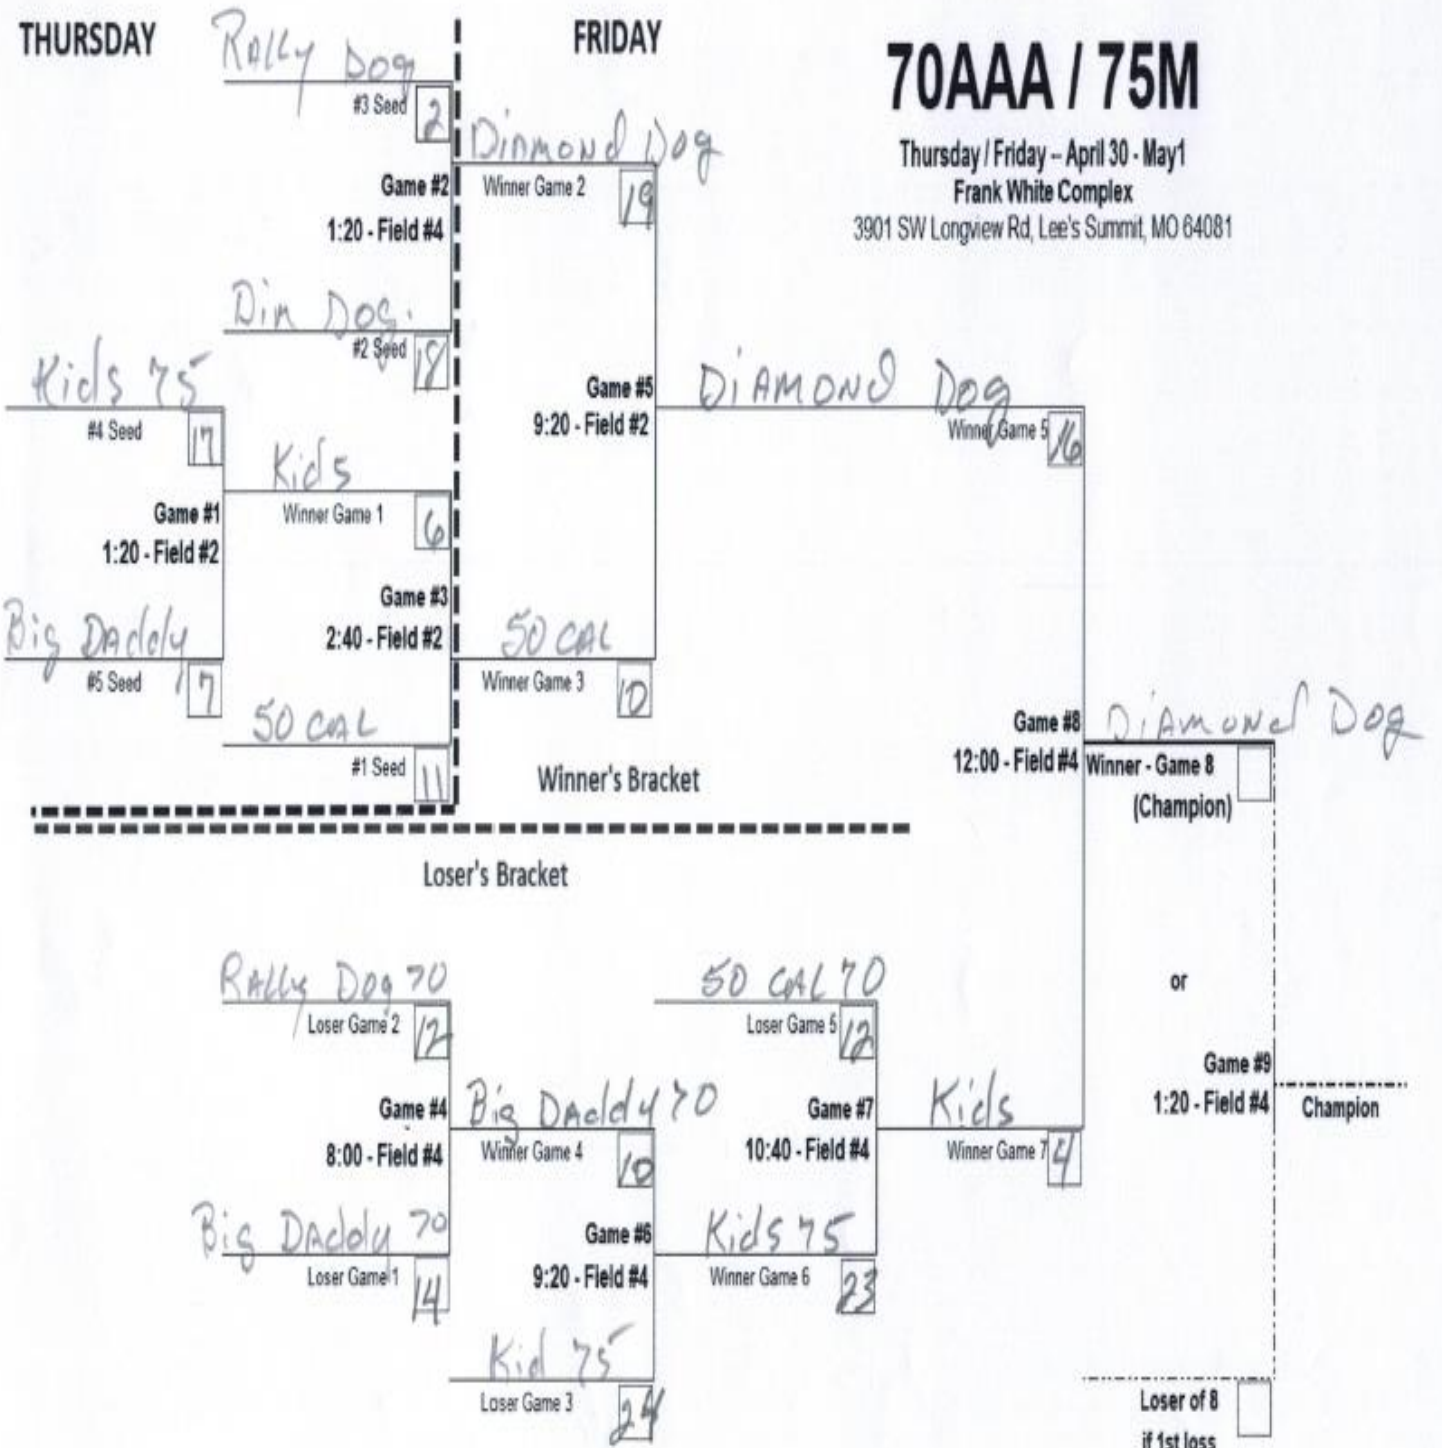 THURSDAY
FRIDAY
70AAA / 75M
Thursday / Friday – April 30 - May1
Frank White Complex
3901 SW Longview Rd, Lee's Summit, MO 64081
Rally Dog
#3 Seed 2
Diamond Dog
Winner Game 2 19
Game #2
1:20 - Field #4
Dia Dog.
#2 Seed 18
Kids 75
#4 Seed 17
Game #5
9:20 - Field #2
Diamond Dog
Winner Game 5 16
Kids
Winner Game 1 6
Game #1
1:20 - Field #2
Game #3
2:40 - Field #2
Big Daddy
#5 Seed 7
50 CAL
Winner Game 3 10
50 CAL
#1 Seed 11
Game #8
12:00 - Field #4
Diamond Dog
Winner - Game 8
(Champion)
Winner's Bracket
Loser's Bracket
Rally Dog 70
Loser Game 2 12
50 CAL 70
Loser Game 5 12
or
Game #9
1:20 - Field #4
Champion
Game #4
8:00 - Field #4
Big Daddy 70
Winner Game 4 10
Game #7
10:40 - Field #4
Kids
Winner Game 7 4
Big Daddy 70
Loser Game 1 14
Game #6
9:20 - Field #4
Kids 75
Winner Game 6 23
Kid 75
Loser Game 3 24
Loser of 8
if 1st loss